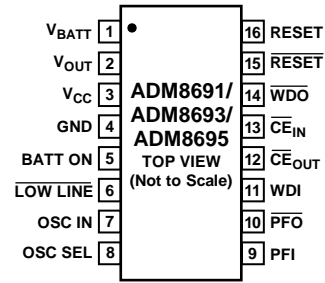 VBATT 1
VOUT 2
VCC 3
GND 4
BATT ON 5
LOW LINE 6
OSC IN 7
OSC SEL 8
ADM8691/
ADM8693/
ADM8695
TOP VIEW
(Not to Scale)
16 RESET
15 RESET
14 WDO
13 CEIN
12 CEOUT
11 WDI
10 PFO
9 PFI